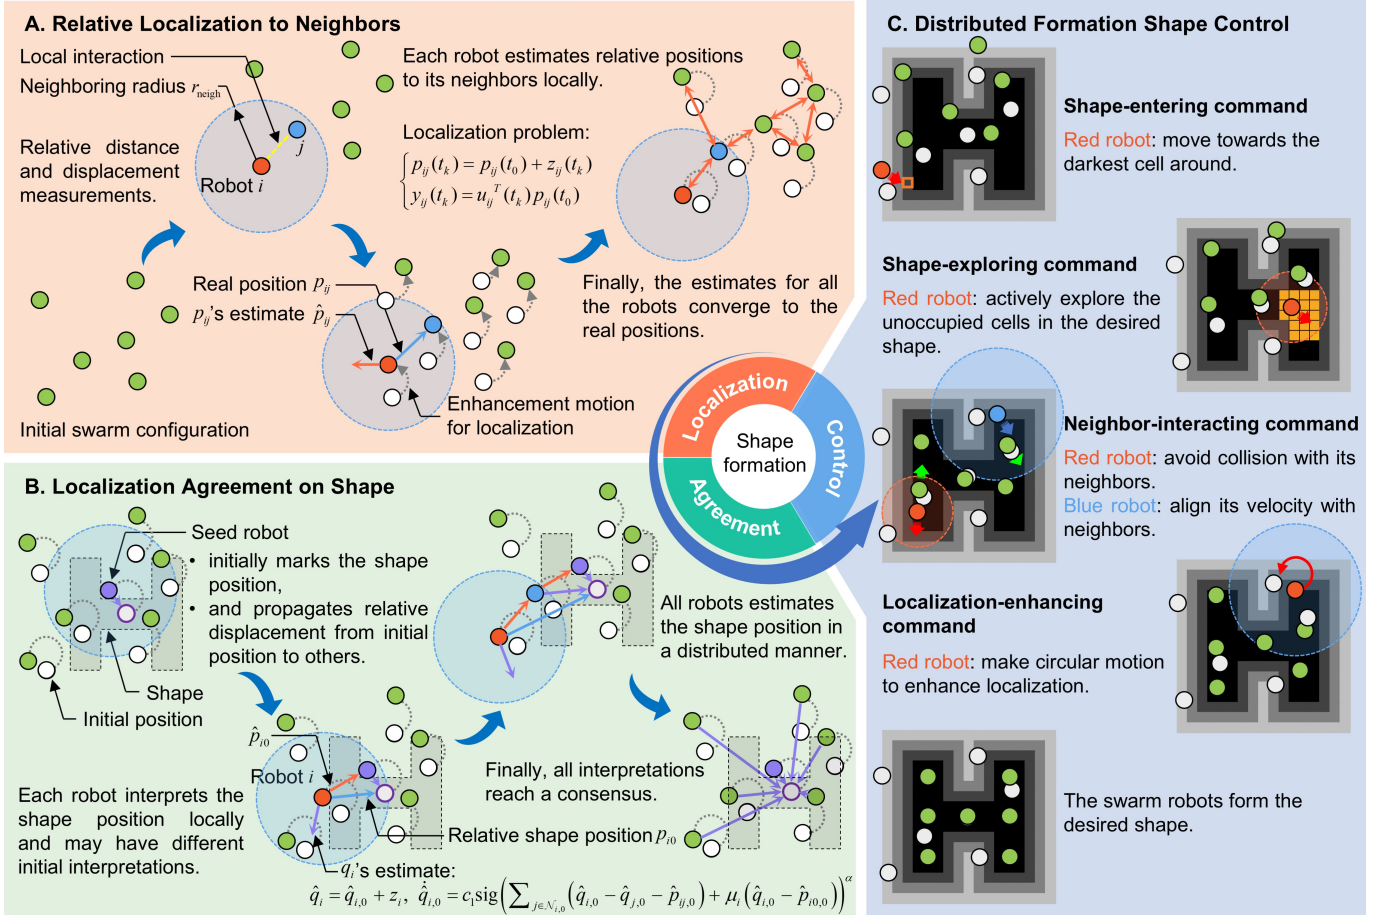 A. Relative Localization to Neighbors
Local interaction
Neighboring radius r_neigh
Relative distance
and displacement
measurements.
j
Robot i
Each robot estimates relative positions
to its neighbors locally.
Localization problem:
{ p_ij(t_k) = p_ij(t_0) + z_ij(t_k)
y_ij(t_k) = u_ij^T(t_k) p_ij(t_0)
Real position p_ij
p_ij's estimate p̂_ij
Finally, the estimates for all
the robots converge to the
real positions.
Enhancement motion
for localization
Initial swarm configuration
B. Localization Agreement on Shape
Seed robot
• initially marks the shape
position,
• and propagates relative
displacement from initial
position to others.
Shape
Initial position
All robots estimates
the shape position in
a distributed manner.
p̂_i0
Robot i
Each robot interprets the
shape position locally
and may have different
initial interpretations.
Finally, all interpretations
reach a consensus.
Relative shape position p_i0
q_i's estimate:
q̂_i = q̂_i,0 + z_i, q̂̇_i,0 = c_1 sig(∑_j∈N_i,0 (q̂_i,0 − q̂_j,0 − p̂_ij,0) + μ_i(q̂_i,0 − p̂_i0,0))^α
Localization
Control
Agreement
Shape
formation
C. Distributed Formation Shape Control
Shape-entering command
Red robot: move towards the
darkest cell around.
Shape-exploring command
Red robot: actively explore the
unoccupied cells in the desired
shape.
Neighbor-interacting command
Red robot: avoid collision with its
neighbors.
Blue robot: align its velocity with
neighbors.
Localization-enhancing
command
Red robot: make circular motion
to enhance localization.
The swarm robots form the
desired shape.